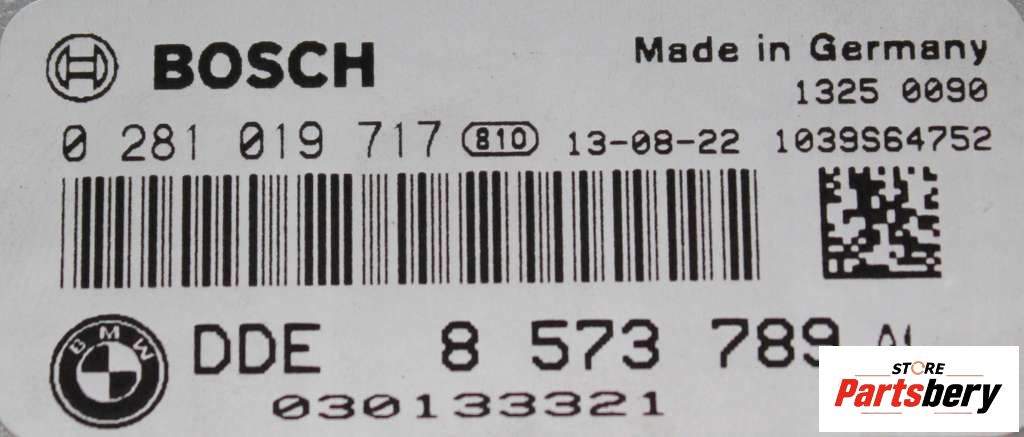 BOSCH Made in Germany
1325 0090
0 281 019 717 810 13-08-22 1039S64752
BMW DDE 8 573 789
030133321
STORE
Partsbery